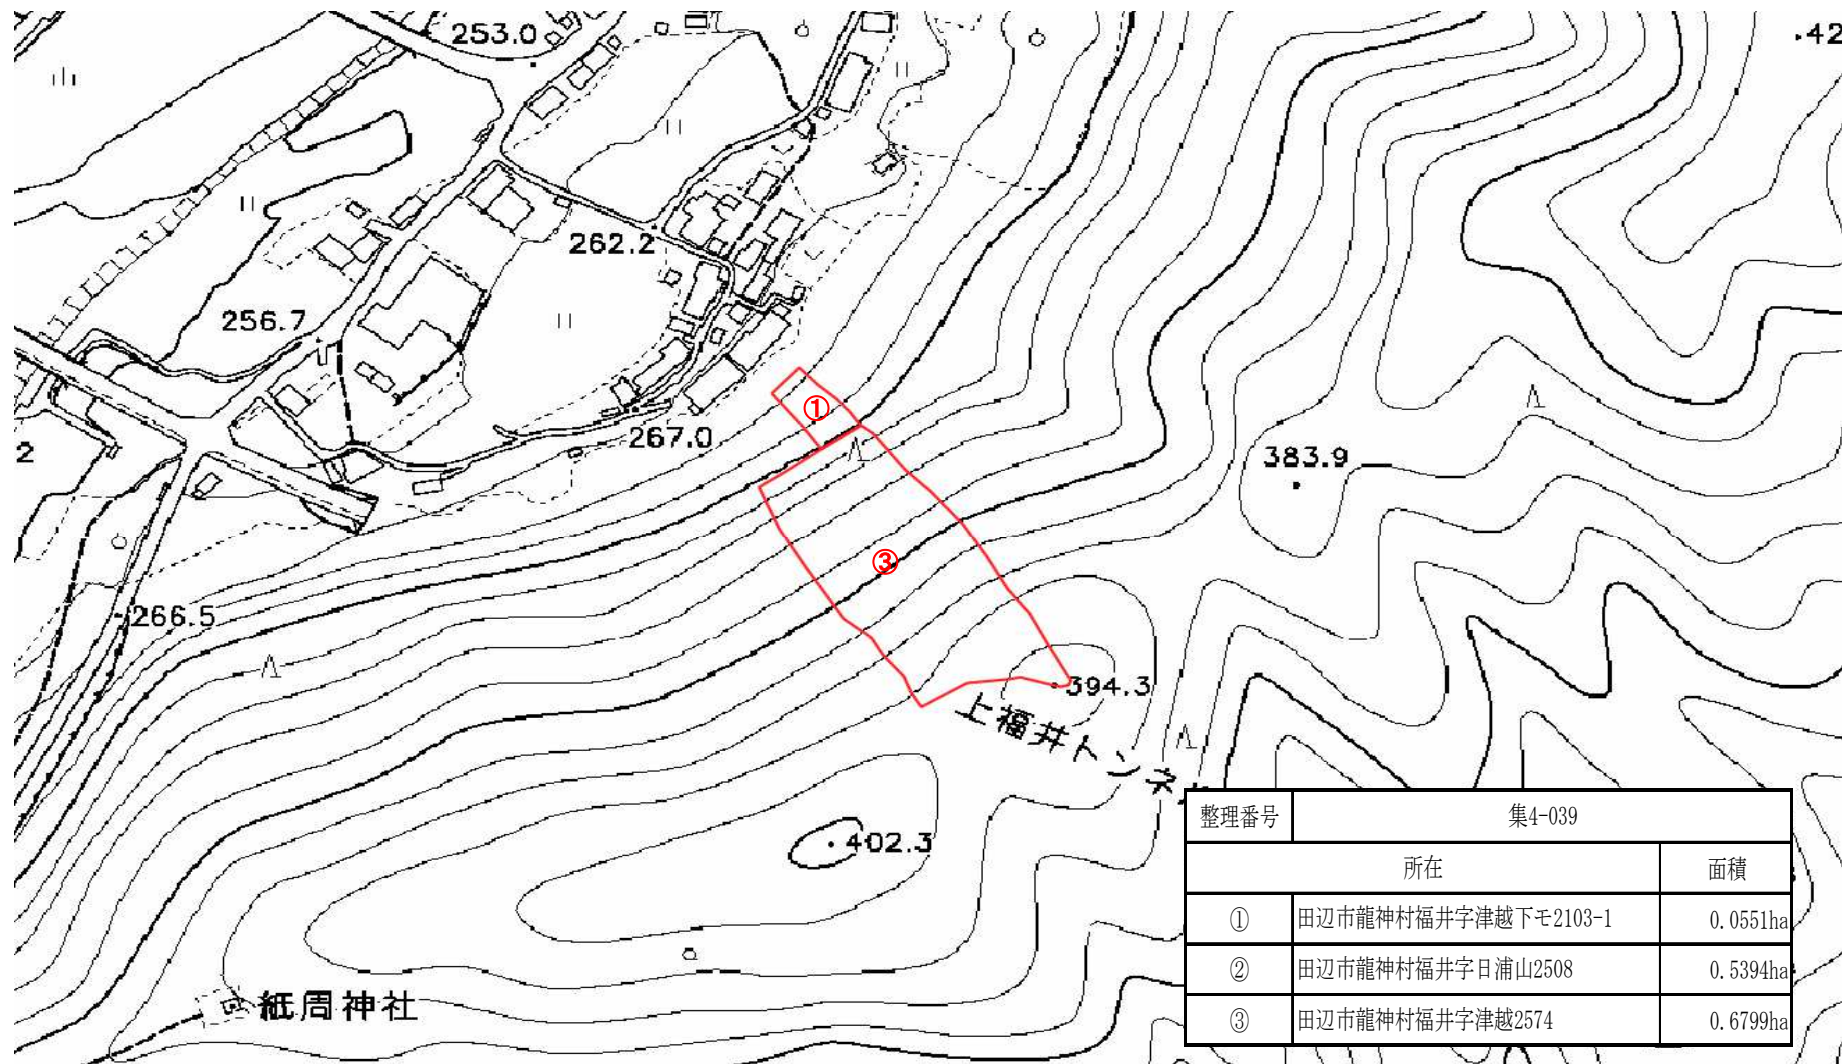 253.0
262.2
256.7
267.0
2
266.5
383.9
394.3
402.3
.42
①
③
上福井トンネ
紙周神社
整理番号 集4-039
所在 面積
① 田辺市龍神村福井字津越下モ2103-1 0.0551ha
② 田辺市龍神村福井字日浦山2508 0.5394ha
③ 田辺市龍神村福井字津越2574 0.6799ha